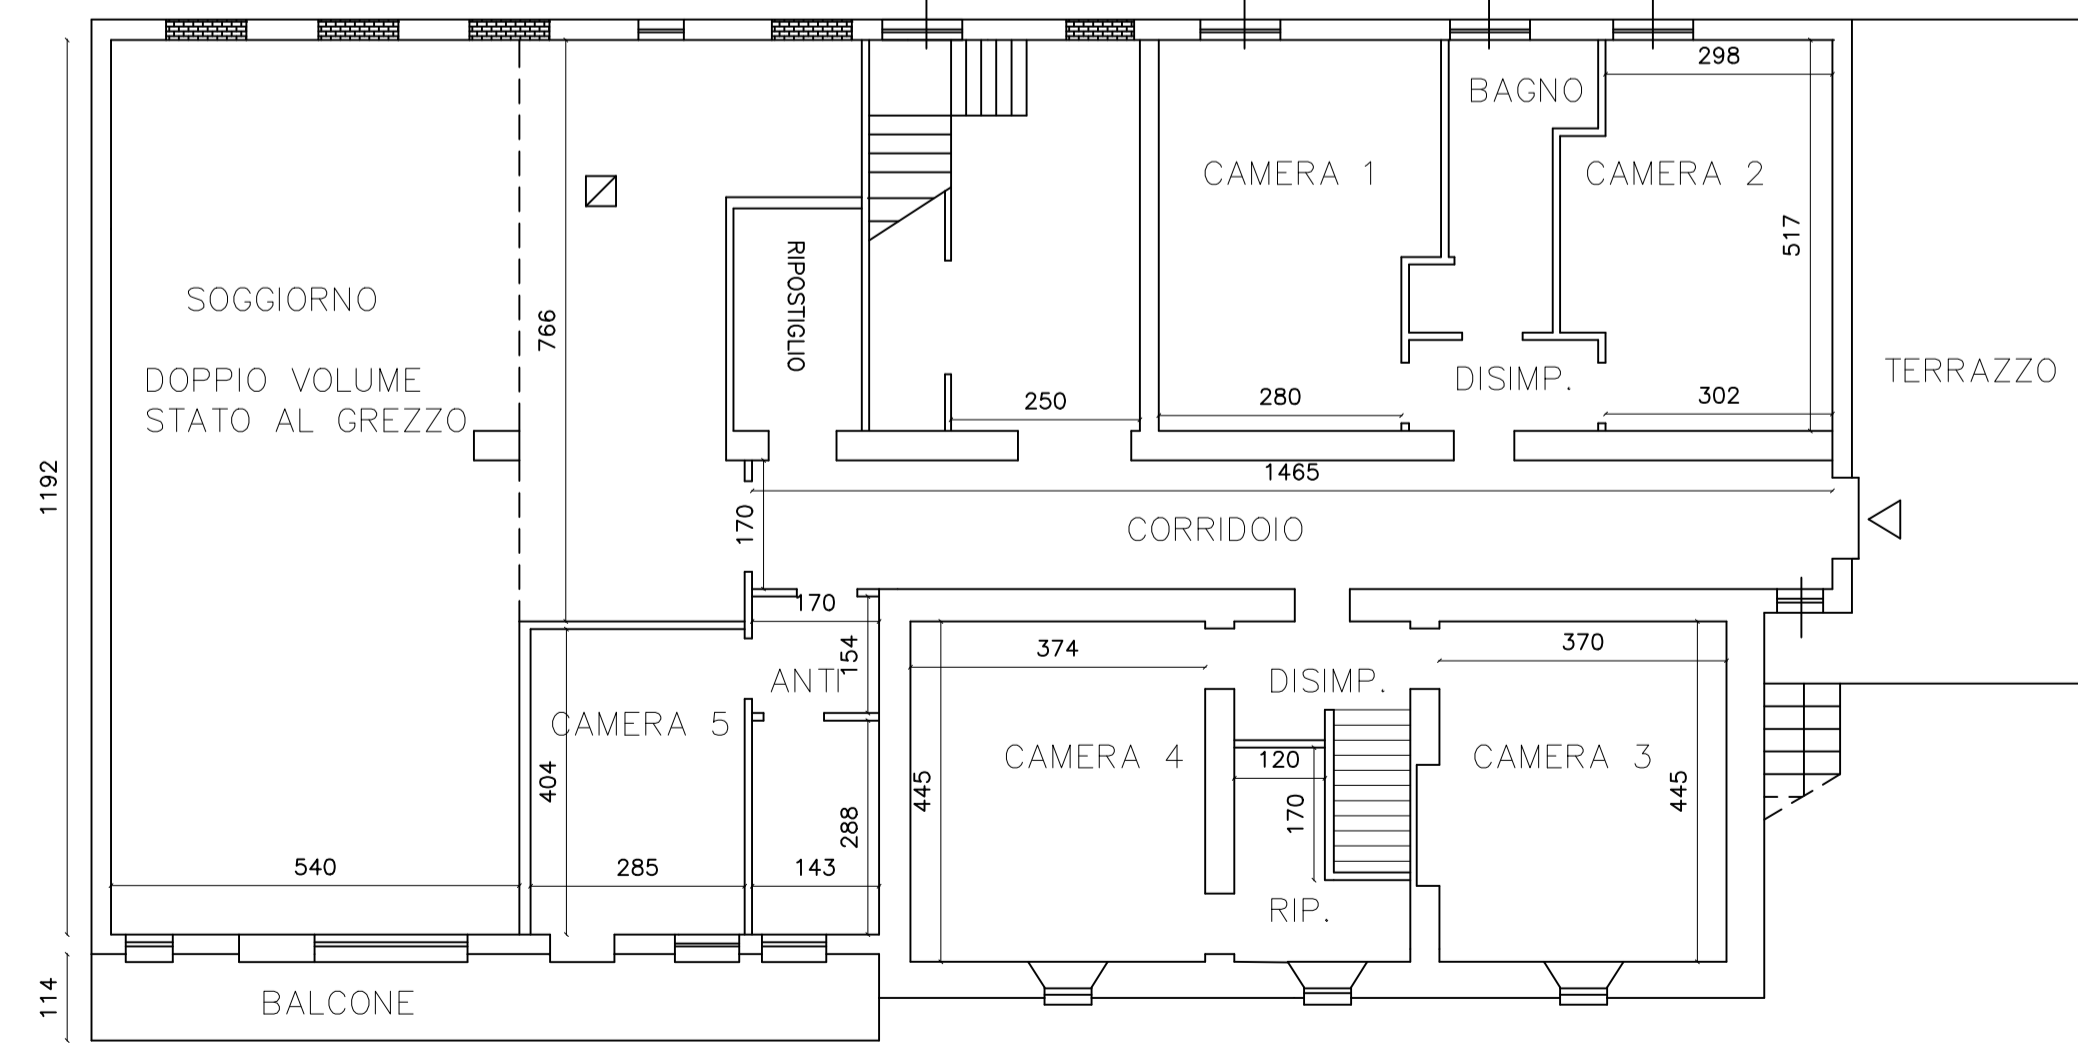 298
BAGNO
CAMERA 1
CAMERA 2
517
RIPOSTIGLIO
SOGGIORNO
766
DOPPIO VOLUME
STATO AL GREZZO
TERRAZZO
DISIMP.
250
280
302
1192
1465
170
CORRIDOIO
170
154
374
370
ANTI
DISIMP.
CAMERA 5
CAMERA 4
CAMERA 3
120
404
445
445
170
288
540
285
143
RIP.
114
BALCONE